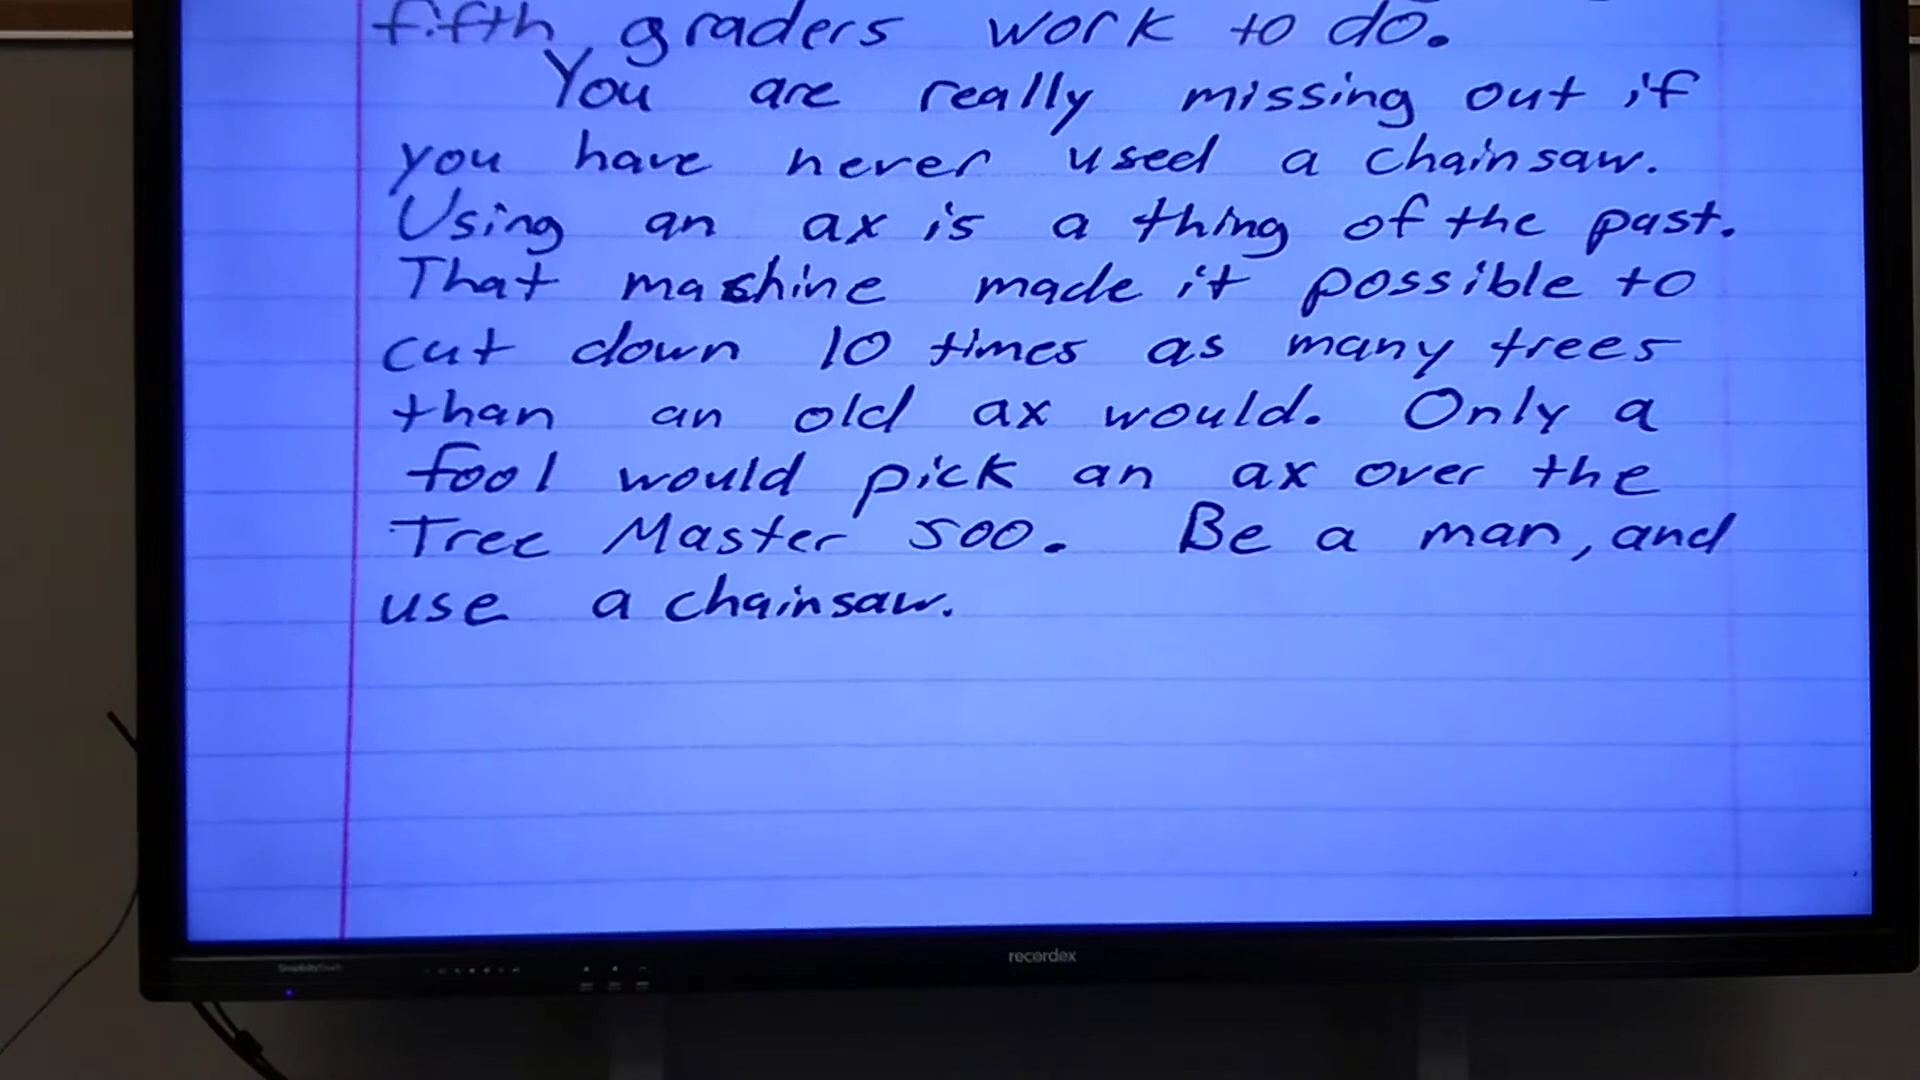 fifth graders work to do.
You are really missing out if
you have never used a chainsaw.
Using an ax is a thing of the past.
That machine made it possible to
cut down 10 times as many trees
than an old ax would. Only a
fool would pick an ax over the
Tree Master 500. Be a man, and
use a chainsaw.
recordex